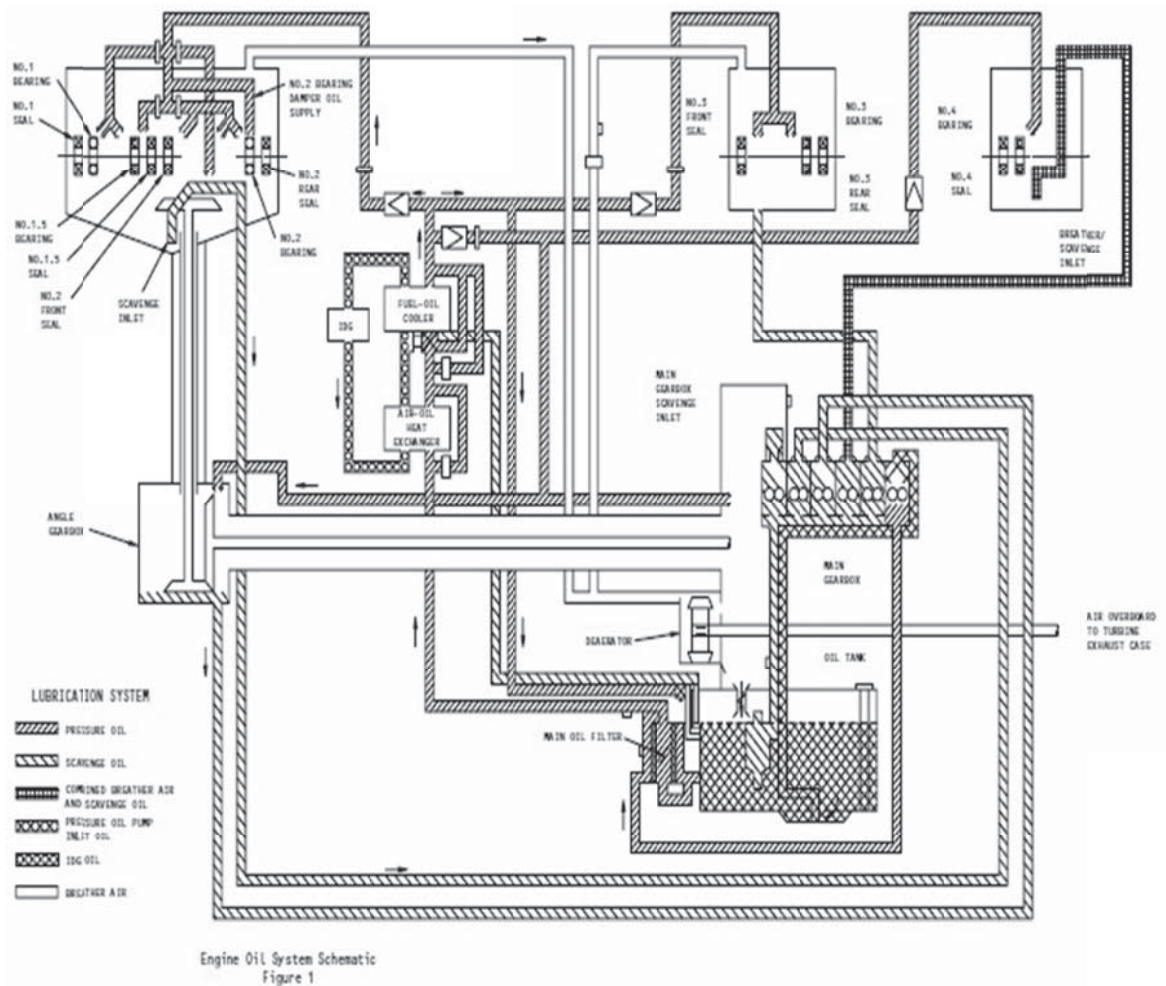 NO.1
BEARING
NO.1
SEAL
NO.2 BEARING
DAMPER OIL
SUPPLY
NO.2
REAR
SEAL
NO.2
BEARING
NO.1.5
BEARING
NO.1.5
SEAL
NO.2
FRONT
SEAL
SCAVENGE
INLET
NO.3
FRONT
SEAL
NO.3
BEARING
NO.3
REAR
SEAL
NO.4
BEARING
NO.4
SEAL
BREATHER/
SCAVENGE
INLET
IDG
FUEL-OIL
COOLER
AIR-OIL
HEAT
EXCHANGER
MAIN
GEARBOX
SCAVENGE
INLET
ANGLE
GEARBOX
MAIN
GEARBOX
DEAERATOR
OIL TANK
AIR OVERBOARD
TO TURBINE
EXHAUST CASE
MAIN OIL FILTER
LUBRICATION SYSTEM
PRESSURE OIL
SCAVENGE OIL
COMBINED BREATHER AIR
AND SCAVENGE OIL
PRESSURE OIL PUMP
INLET OIL
IDG OIL
BREATHER AIR
Engine Oil System Schematic
Figure 1